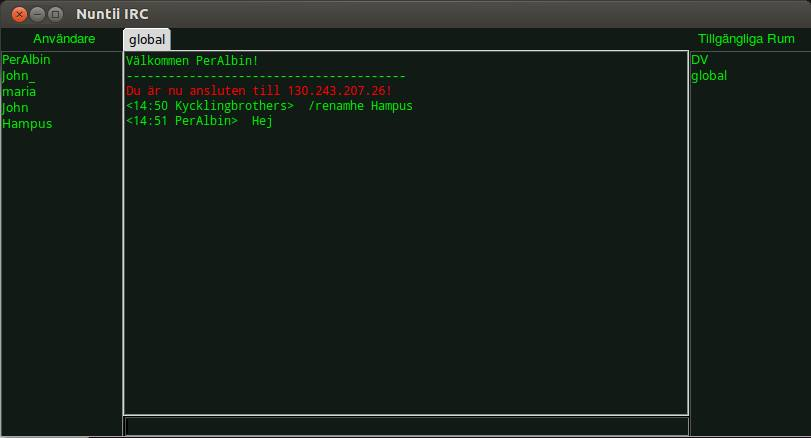 Nuntii IRC
Användare
global
Tillgängliga Rum
PerAlbin
John_
maria
John
Hampus
Välkommen PerAlbin!
----------------------------------------
Du är nu ansluten till 130.243.207.26!
<14:50 Kycklingbrothers>  /renamhe Hampus
<14:51 PerAlbin>  Hej
DV
global